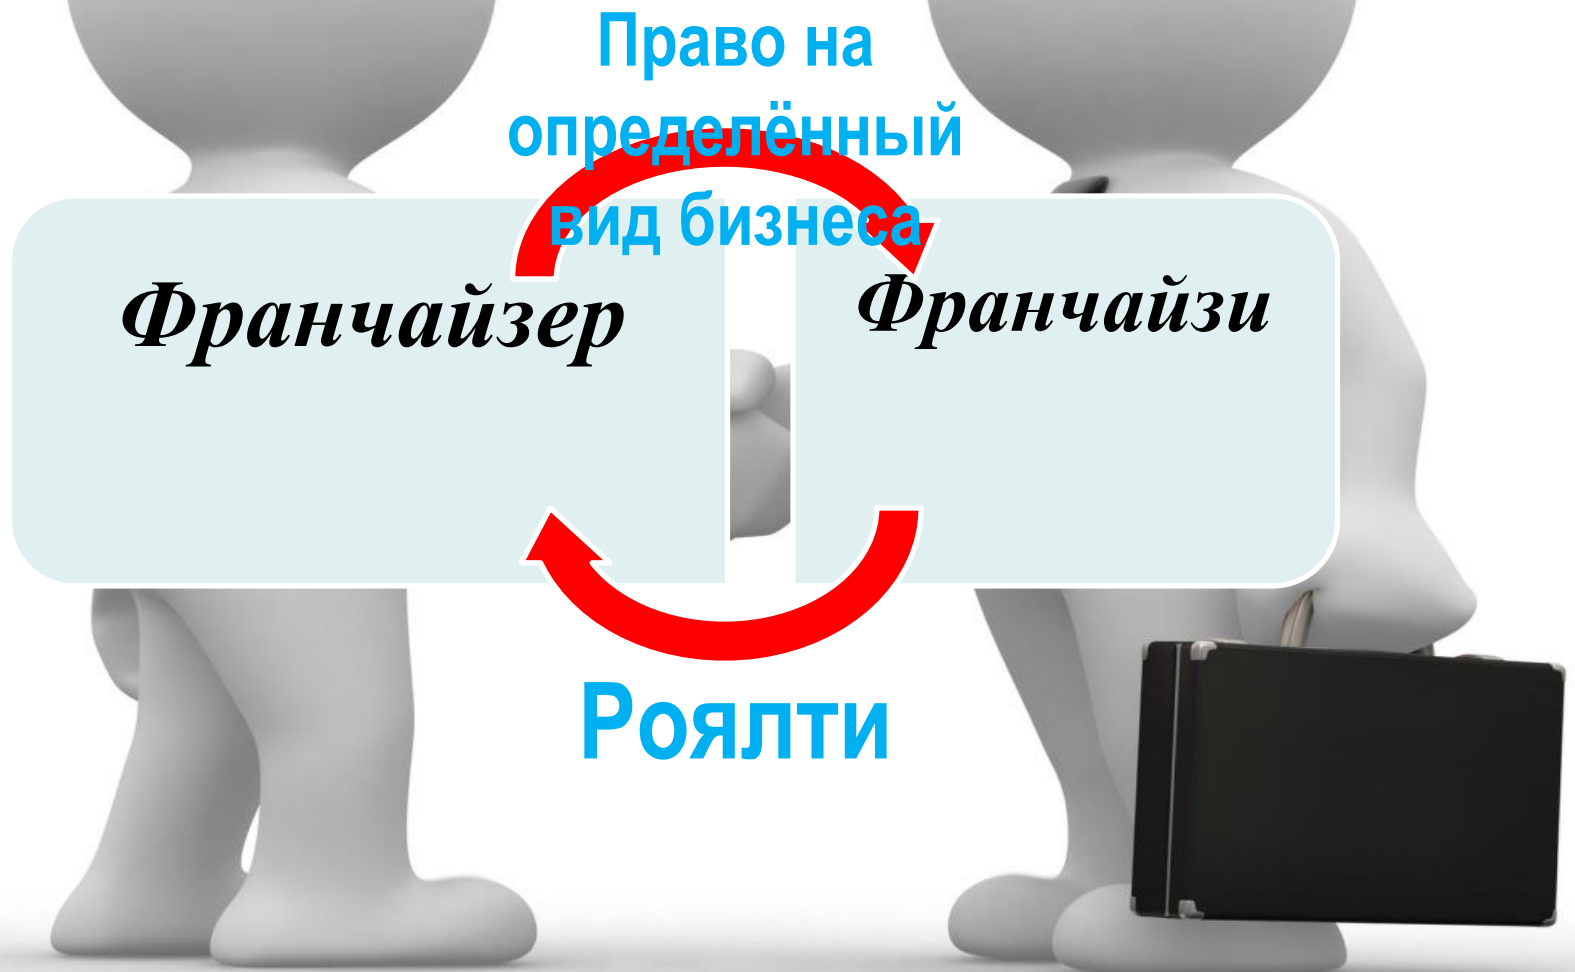 Право на
определённый
вид бизнеса
Франчайзер
Франчайзи
Роялти